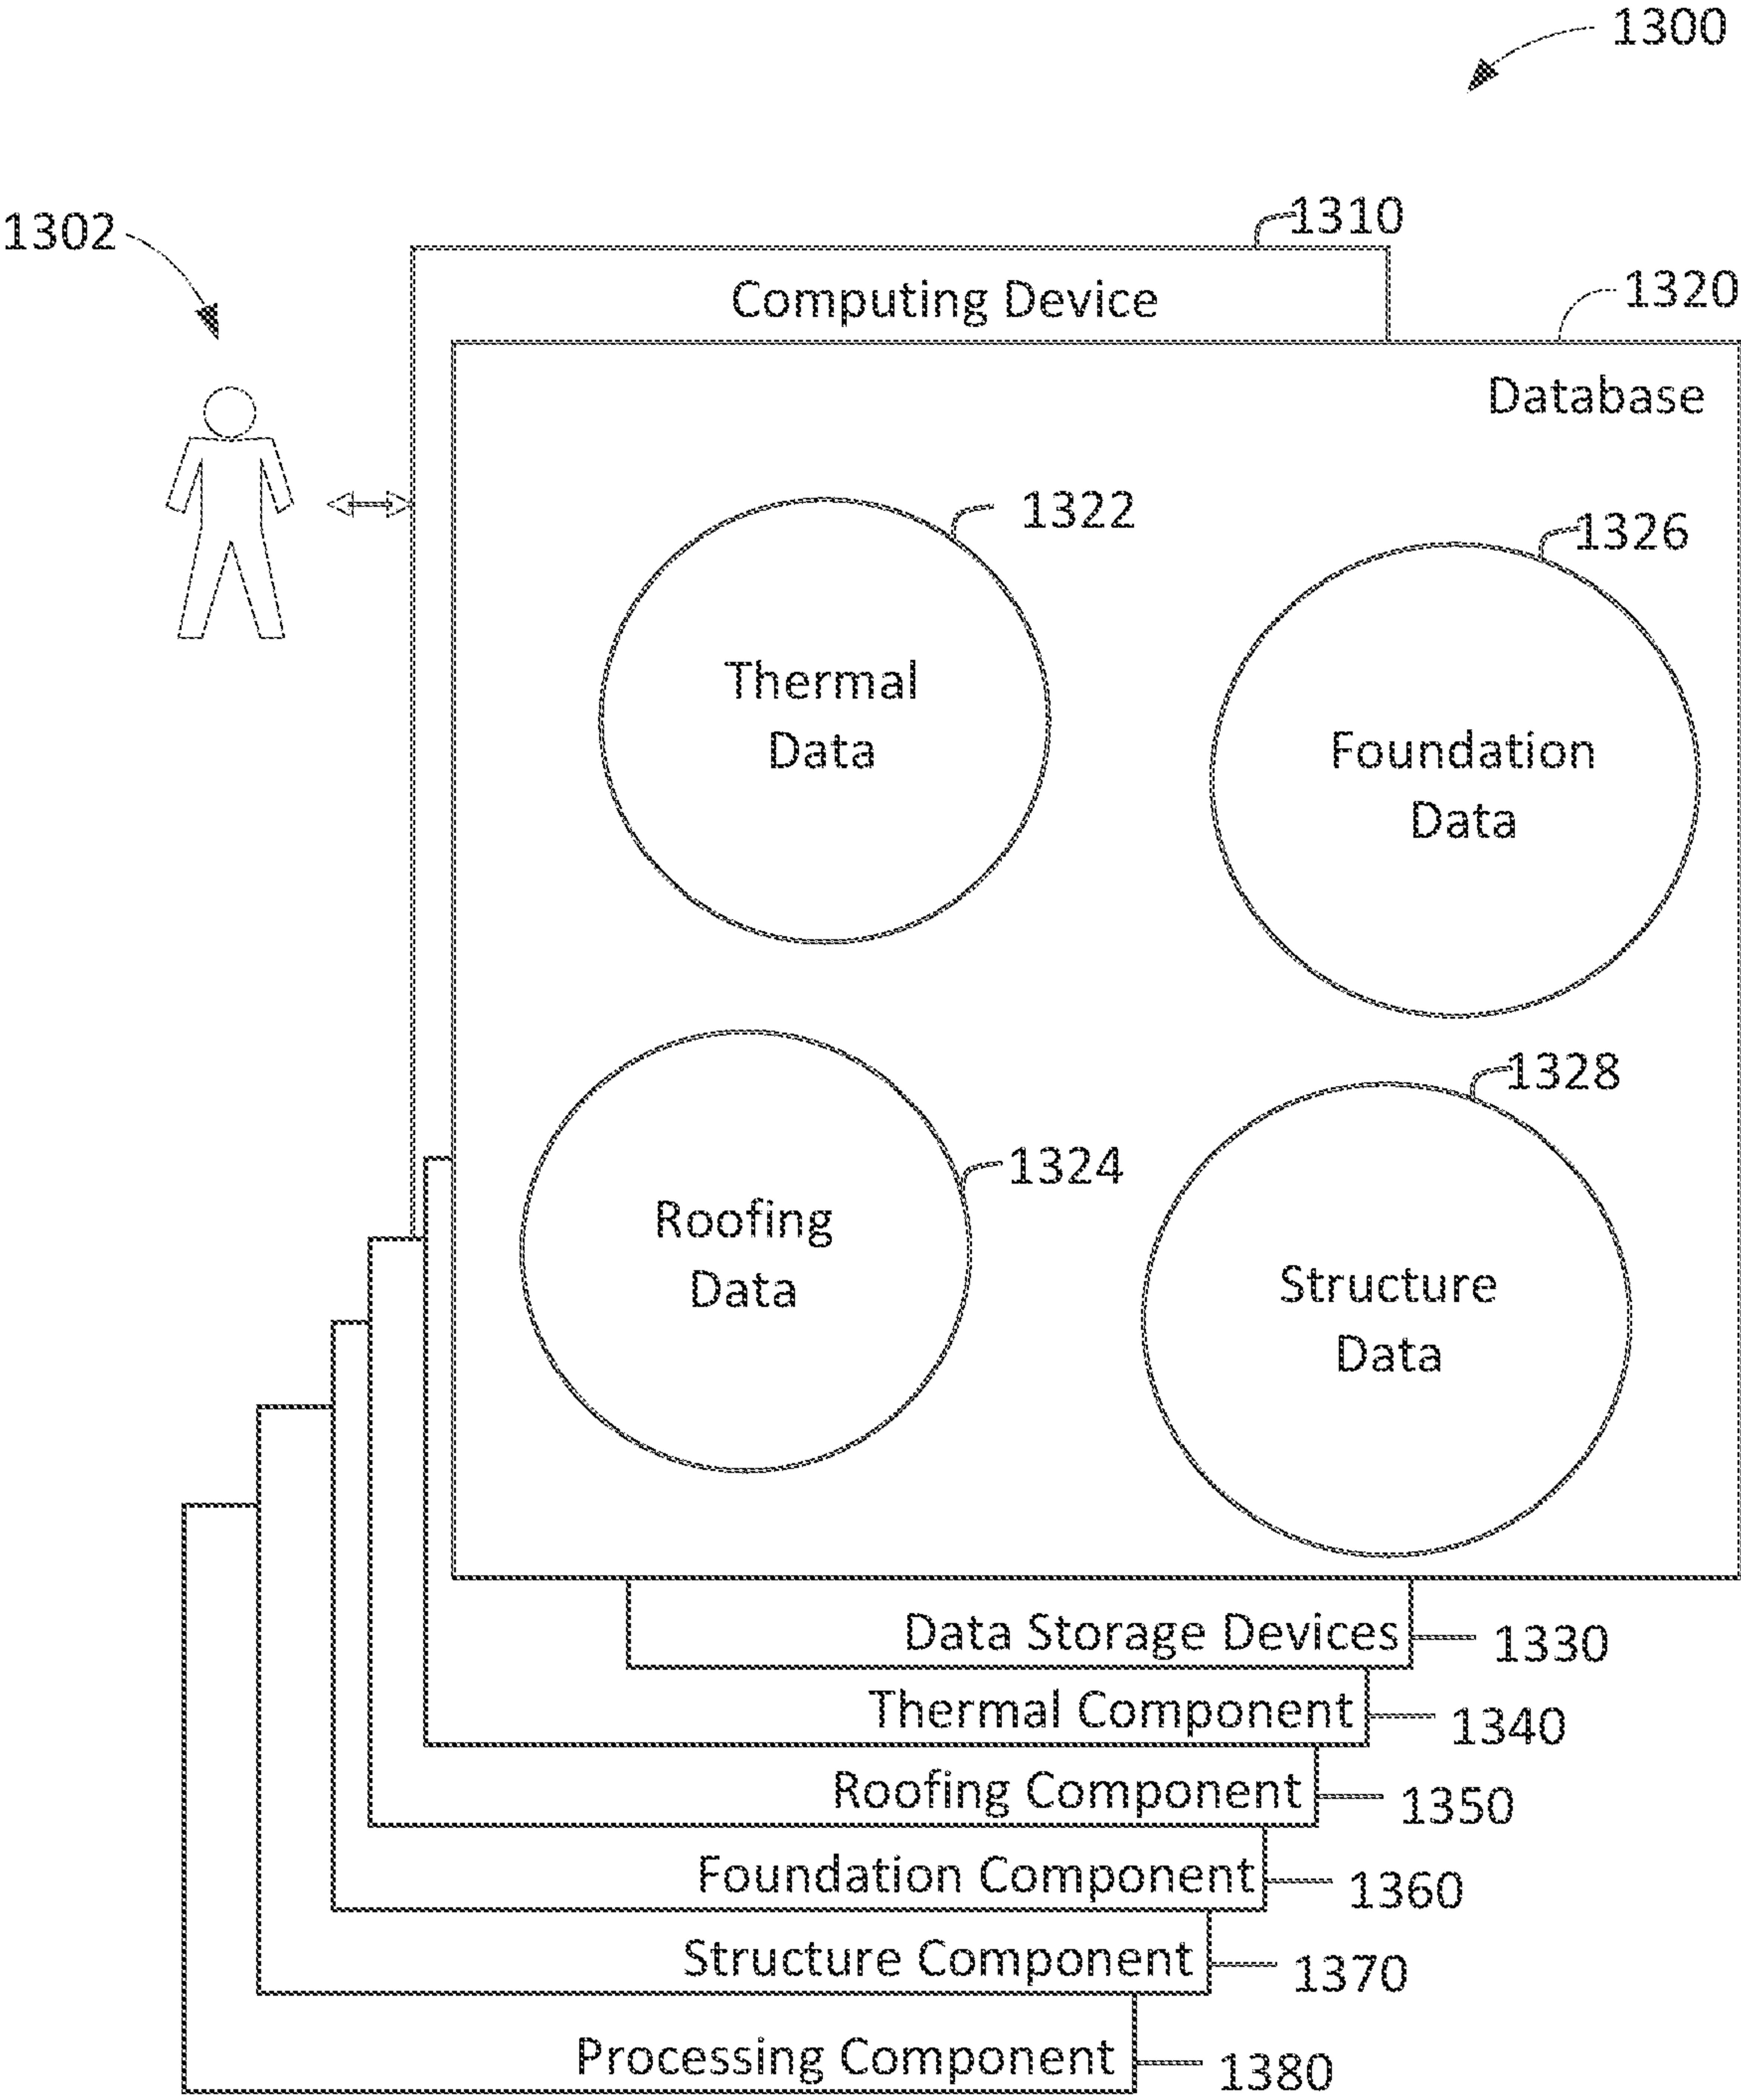 1300
1302
1310
Computing Device
1320
Database
1322
1326
Thermal
Data
Foundation
Data
1328
1324
Roofing
Data
Structure
Data
Data Storage Devices
1330
Thermal Component
1340
Roofing Component
1350
Foundation Component
1360
Structure Component
1370
Processing Component
1380